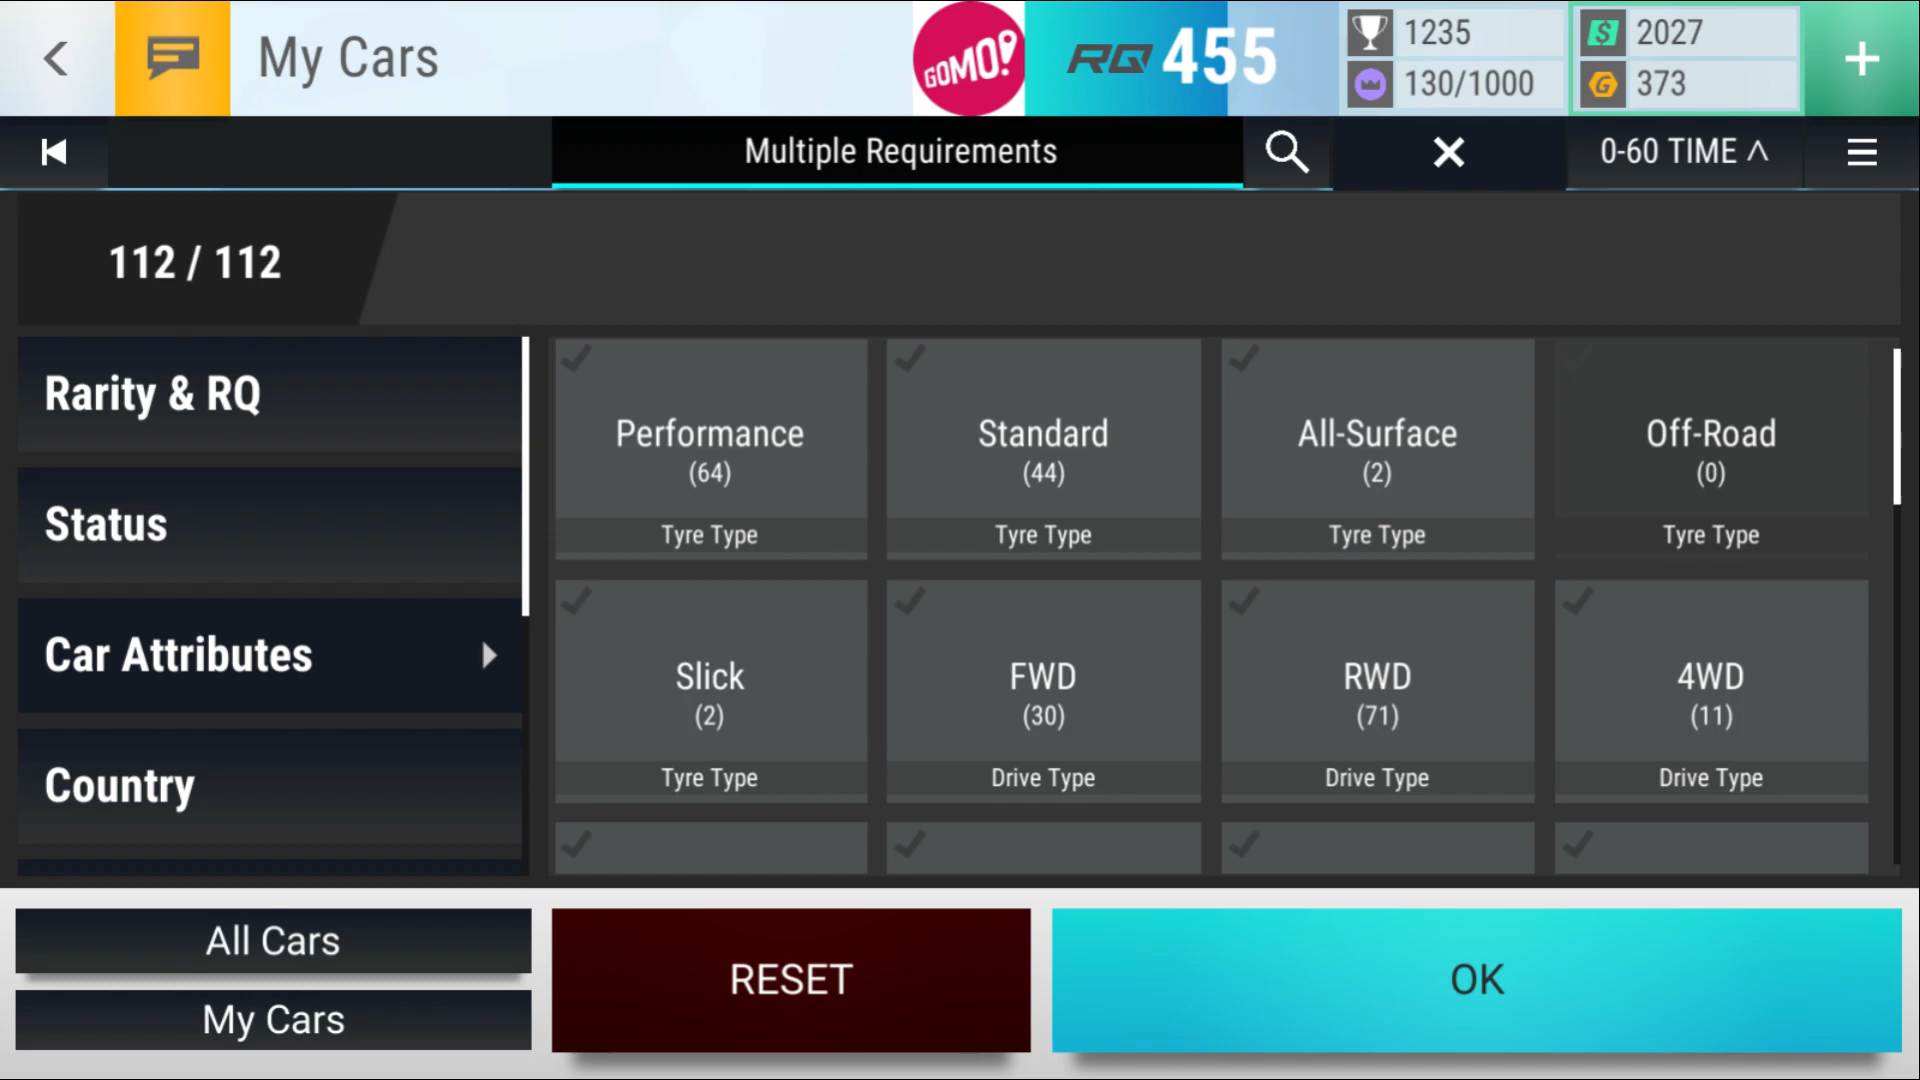 My Cars
GOMO!
RQ 455
1235
130/1000
2027
373
Multiple Requirements
0-60 TIME
112 / 112
Rarity & RQ
Status
Car Attributes
Country
Performance
(64)
Tyre Type
Standard
(44)
Tyre Type
All-Surface
(2)
Tyre Type
Off-Road
(0)
Tyre Type
Slick
(2)
Tyre Type
FWD
(30)
Drive Type
RWD
(71)
Drive Type
4WD
(11)
Drive Type
All Cars
My Cars
RESET
OK